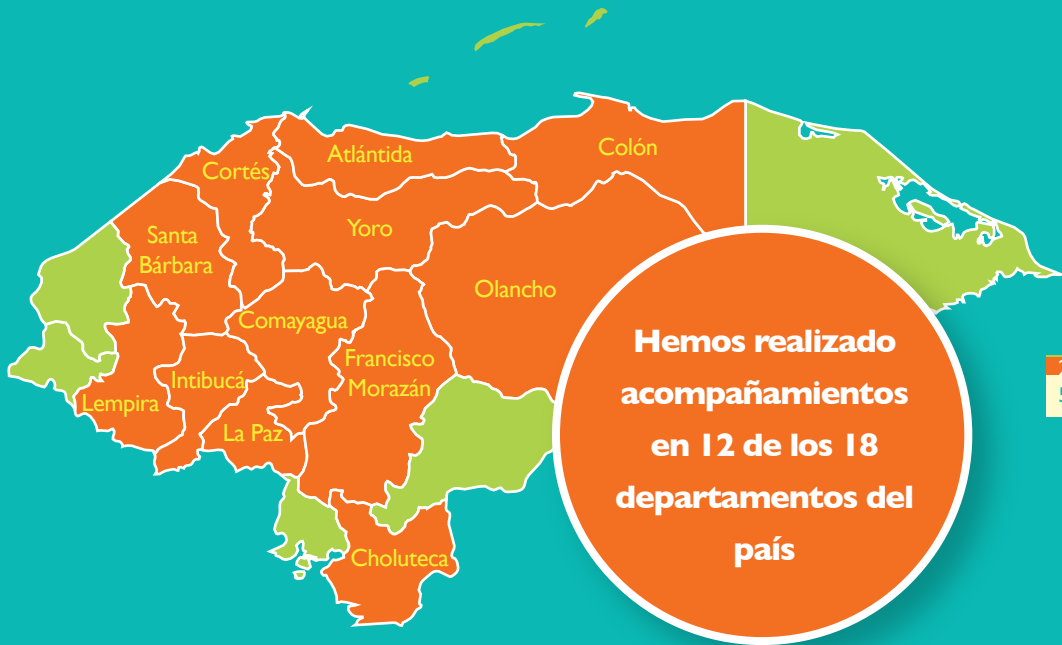 Atlántida
Colón
Cortés
Yoro
Santa
Bárbara
Olancho
Comayagua
Francisco
Morazán
Intibucá
Lempira
La Paz
Choluteca
Hemos realizado
acompañamientos
en 12 de los 18
departamentos del
país